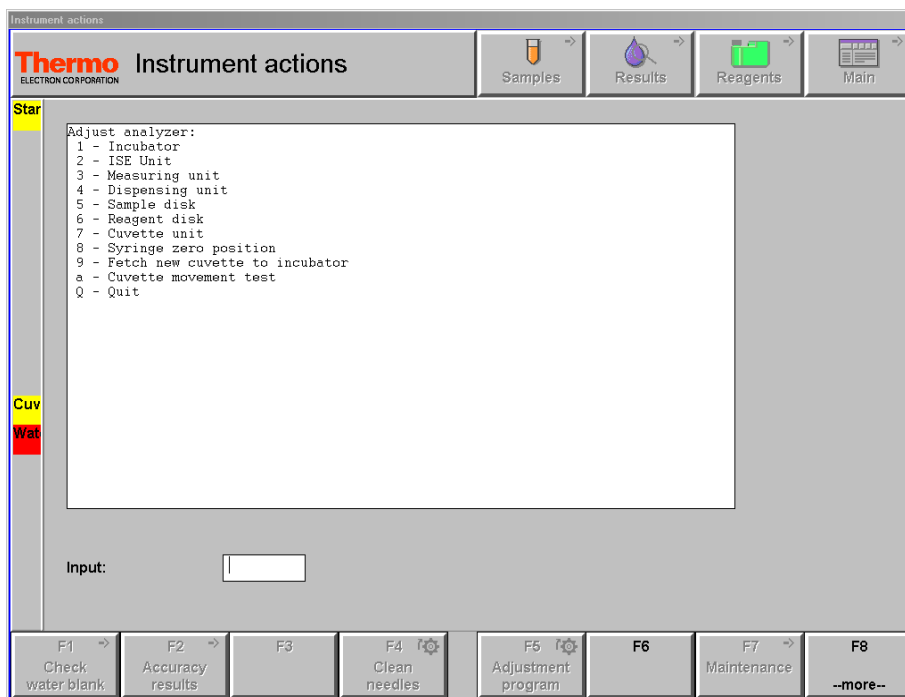 Instrument actions
Thermo
ELECTRON CORPORATION
Instrument actions
Samples
Results
Reagents
Main
Star
Adjust analyzer:
1 - Incubator
2 - ISE Unit
3 - Measuring unit
4 - Dispensing unit
5 - Sample disk
6 - Reagent disk
7 - Cuvette unit
8 - Syringe zero position
9 - Fetch new cuvette to incubator
a - Cuvette movement test
Q - Quit
Cuv
Wat
Input:
F1
Check
water blank
F2
Accuracy
results
F3
F4
Clean
needles
F5
Adjustment
program
F6
F7
Maintenance
F8
--more--